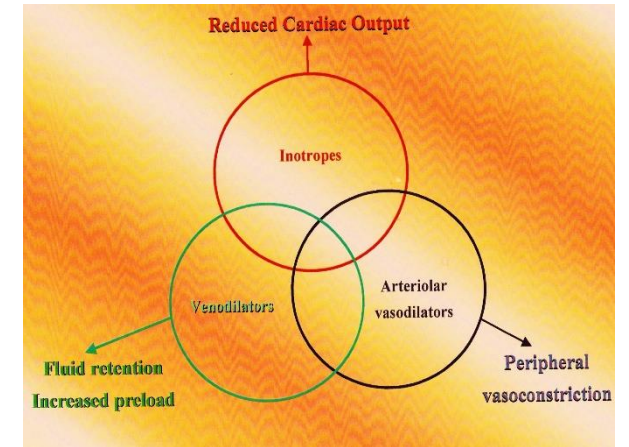 Reduced Cardiac Output
Inotropes
Venodilators
Arteriolar
vasodilators
Fluid retention
Increased preload
Peripheral
vasoconstriction